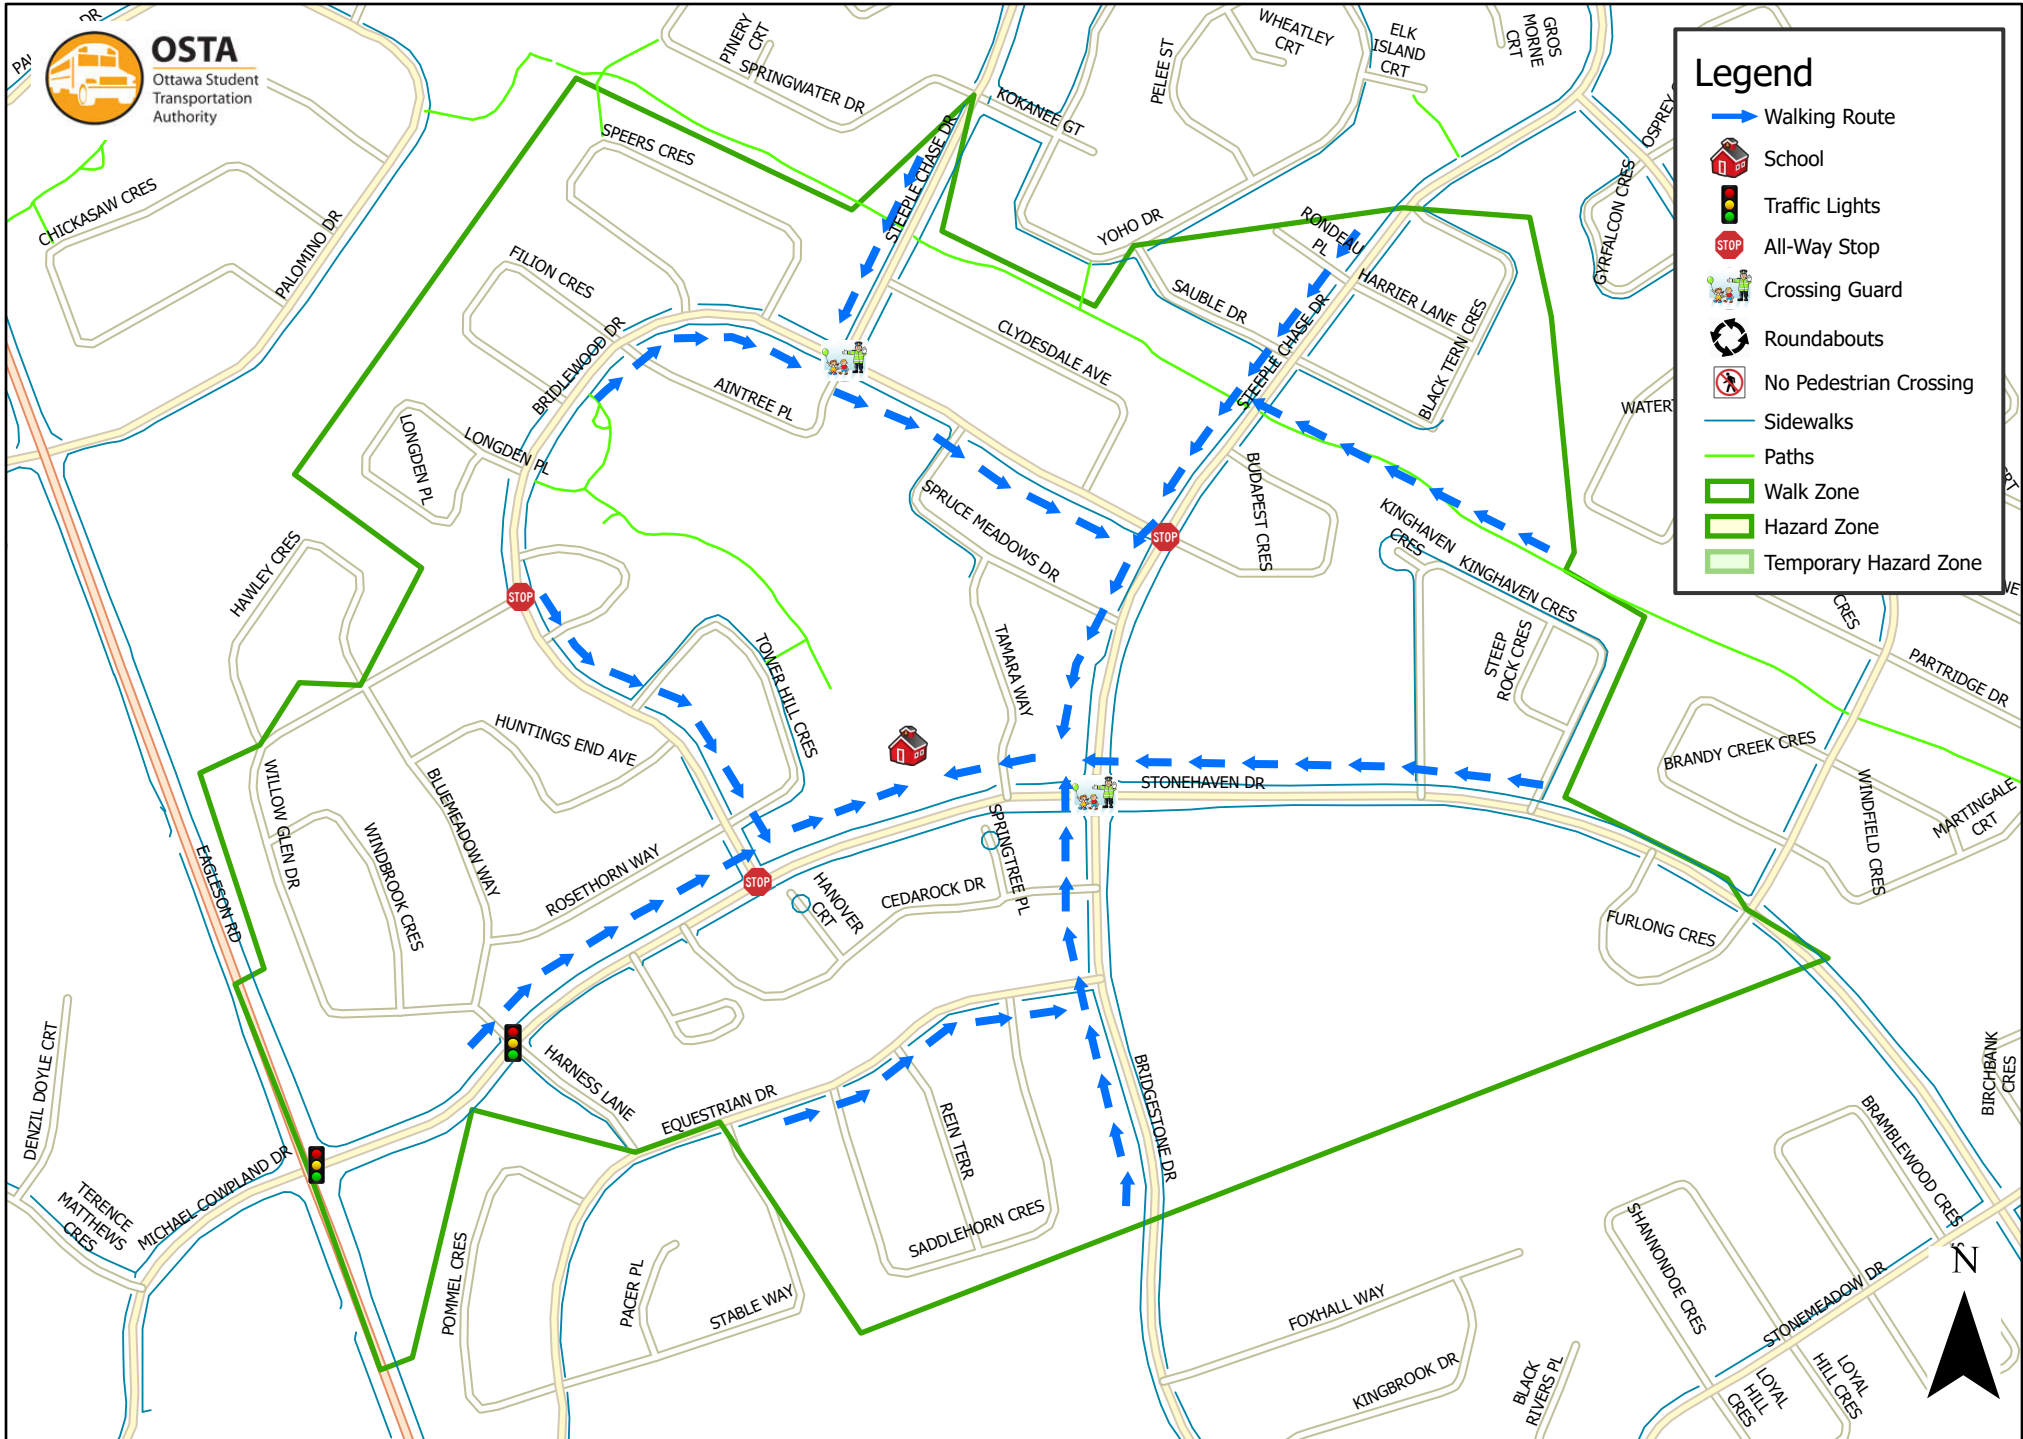 OSTA
Ottawa Student
Transportation
Authority
Legend
Walking Route
School
Traffic Lights
STOP
All-Way Stop
Crossing Guard
Roundabouts
No Pedestrian Crossing
Sidewalks
Paths
Walk Zone
Hazard Zone
Temporary Hazard Zone
DR
PINERY
CRT
SPRINGWATER DR
KOKANEE GT
PELEE ST
WHEATLEY
CRT
ELK
ISLAND
CRT
GROS
MORNE
CRT
GYRFALCON CRES
SPEERS CRES
STEEPLE CHASE DR
CHICKASAW CRES
PALOMINO DR
FILION CRES
BRIDLEWOOD DR
AINTREE PL
LONGDEN PL
LONGDEN PL
CLYDESDALE AVE
YOHO DR
SAUBLE DR
RONDEAU
PL
HARRIER LANE
STEEPLE CHASE DR
BLACK TERN CRES
BUDAPEST CRES
KINGHAVEN
CRES
KINGHAVEN CRES
STEEP
ROCK CRES
SPRUCE MEADOWS DR
TAMARA WAY
STOP
STOP
HAWLEY CRES
TOWER HILL CRES
HUNTINGS END AVE
WILLOW GLEN DR
BLUEMEADOW WAY
WINDBROOK CRES
ROSETHORN WAY
EAGLESON RD
STOP
HANOVER
CRT
CEDAROCK DR
SPRINGTREE PL
STONEHAVEN DR
BRANDY CREEK CRES
WINDFIELD CRES
MARTINGALE
CRT
PARTRIDGE DR
CRES
FURLONG CRES
HARNESS LANE
EQUESTRIAN DR
REIN TERR
SADDLEHORN CRES
BRIDGESTONE DR
DENZIL DOYLE CRT
TERENCE
MATTHEWS
CRES
MICHAEL COWPLAND DR
POMMEL CRES
PACER PL
STABLE WAY
FOXHALL WAY
KINGBROOK DR
BLACK
RIVERS PL
SHANNONDOE CRES
STONEMEADOW DR
LOYAL
HILL
CRES
LOYAL
HILL CRES
BRAMBLEWOOD CRES
BIRCHBANK
CRES
N